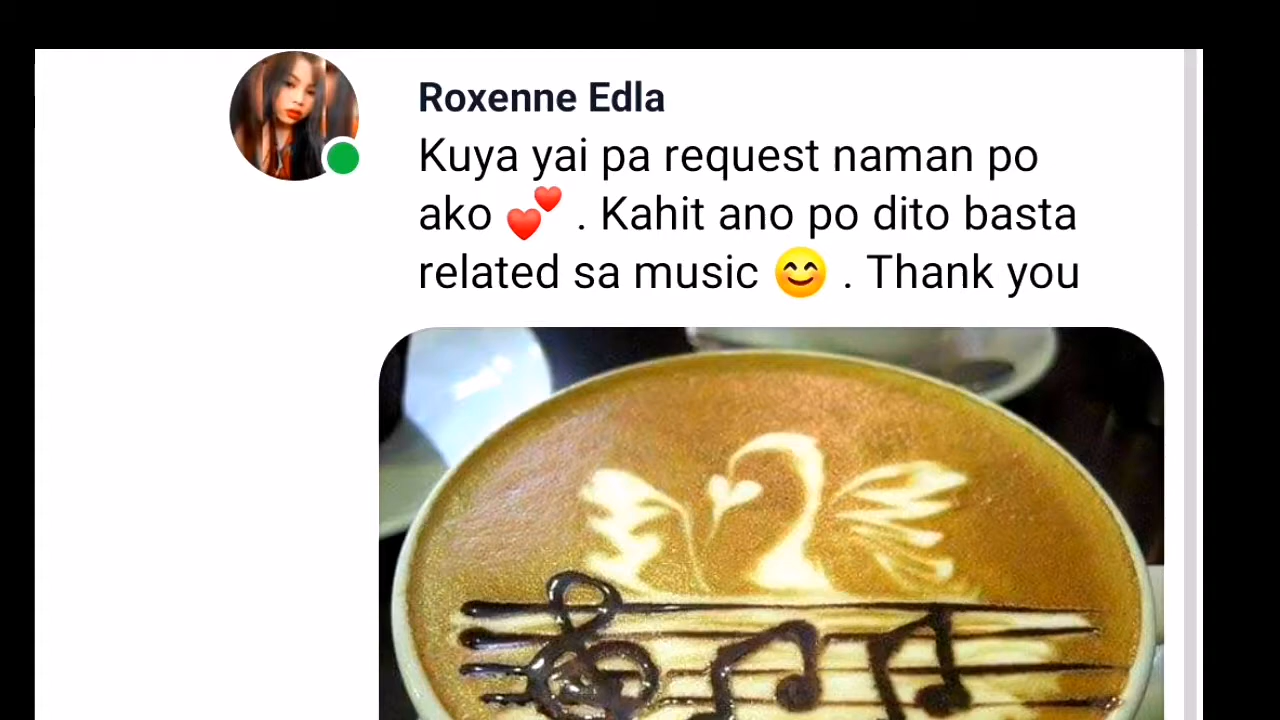 Roxenne Edla
Kuya yai pa request naman po
ako 💕 . Kahit ano po dito basta
related sa music 😊 . Thank you